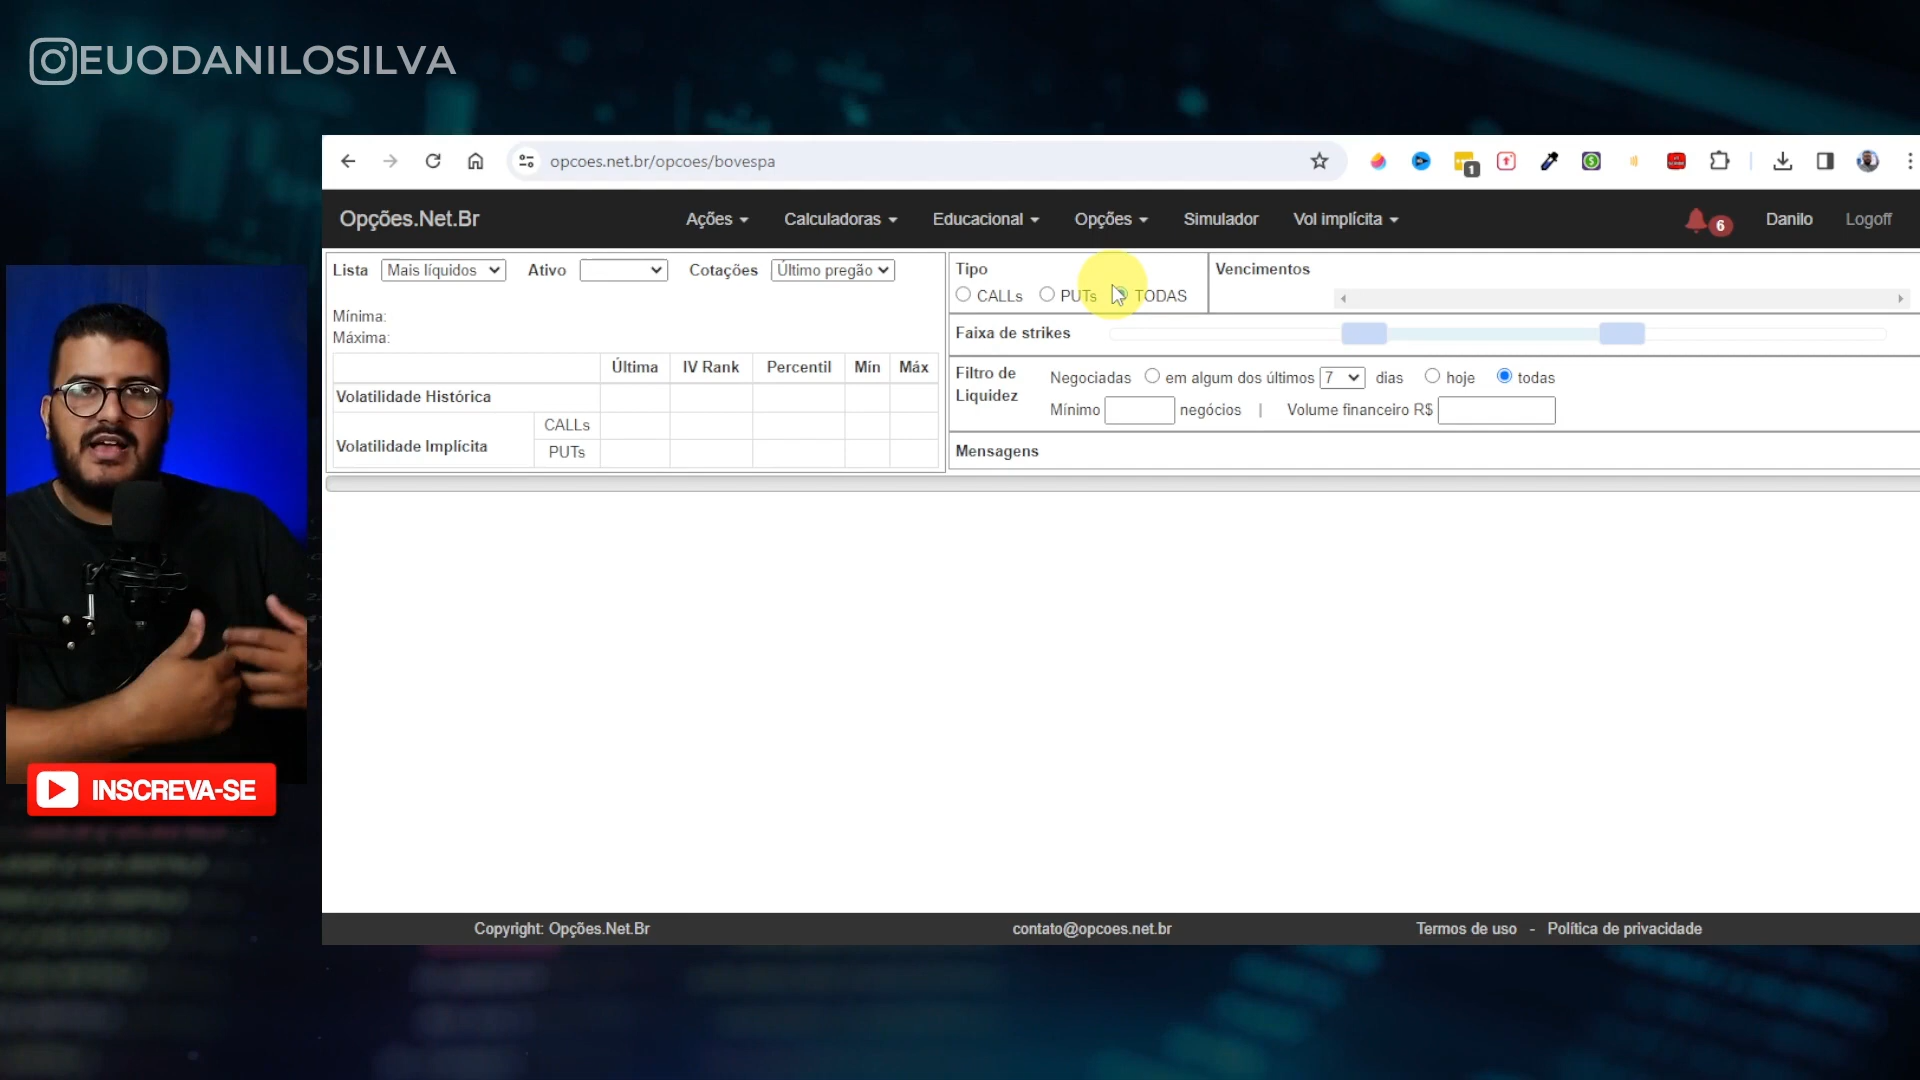 EUODANILOSILVA
opcoes.net.br/opcoes/bovespa
1
Opções.Net.Br
Ações
Calculadoras
Educacional
Opções
Simulador
Vol implícita
6
Danilo
Logoff
Lista Mais líquidos Ativo Cotações Último pregão
Mínima:
Máxima:
Última IV Rank Percentil Mín Máx
Volatilidade Histórica
Volatilidade Implícita
CALLs
PUTs
Tipo
CALLs PUTs TODAS
Vencimentos
Faixa de strikes
Filtro de
Liquidez
Negociadas em algum dos últimos 7 dias hoje todas
Mínimo negócios | Volume financeiro R$
Mensagens
INSCREVA-SE
Copyright: Opções.Net.Br
contato@opcoes.net.br
Termos de uso - Política de privacidade